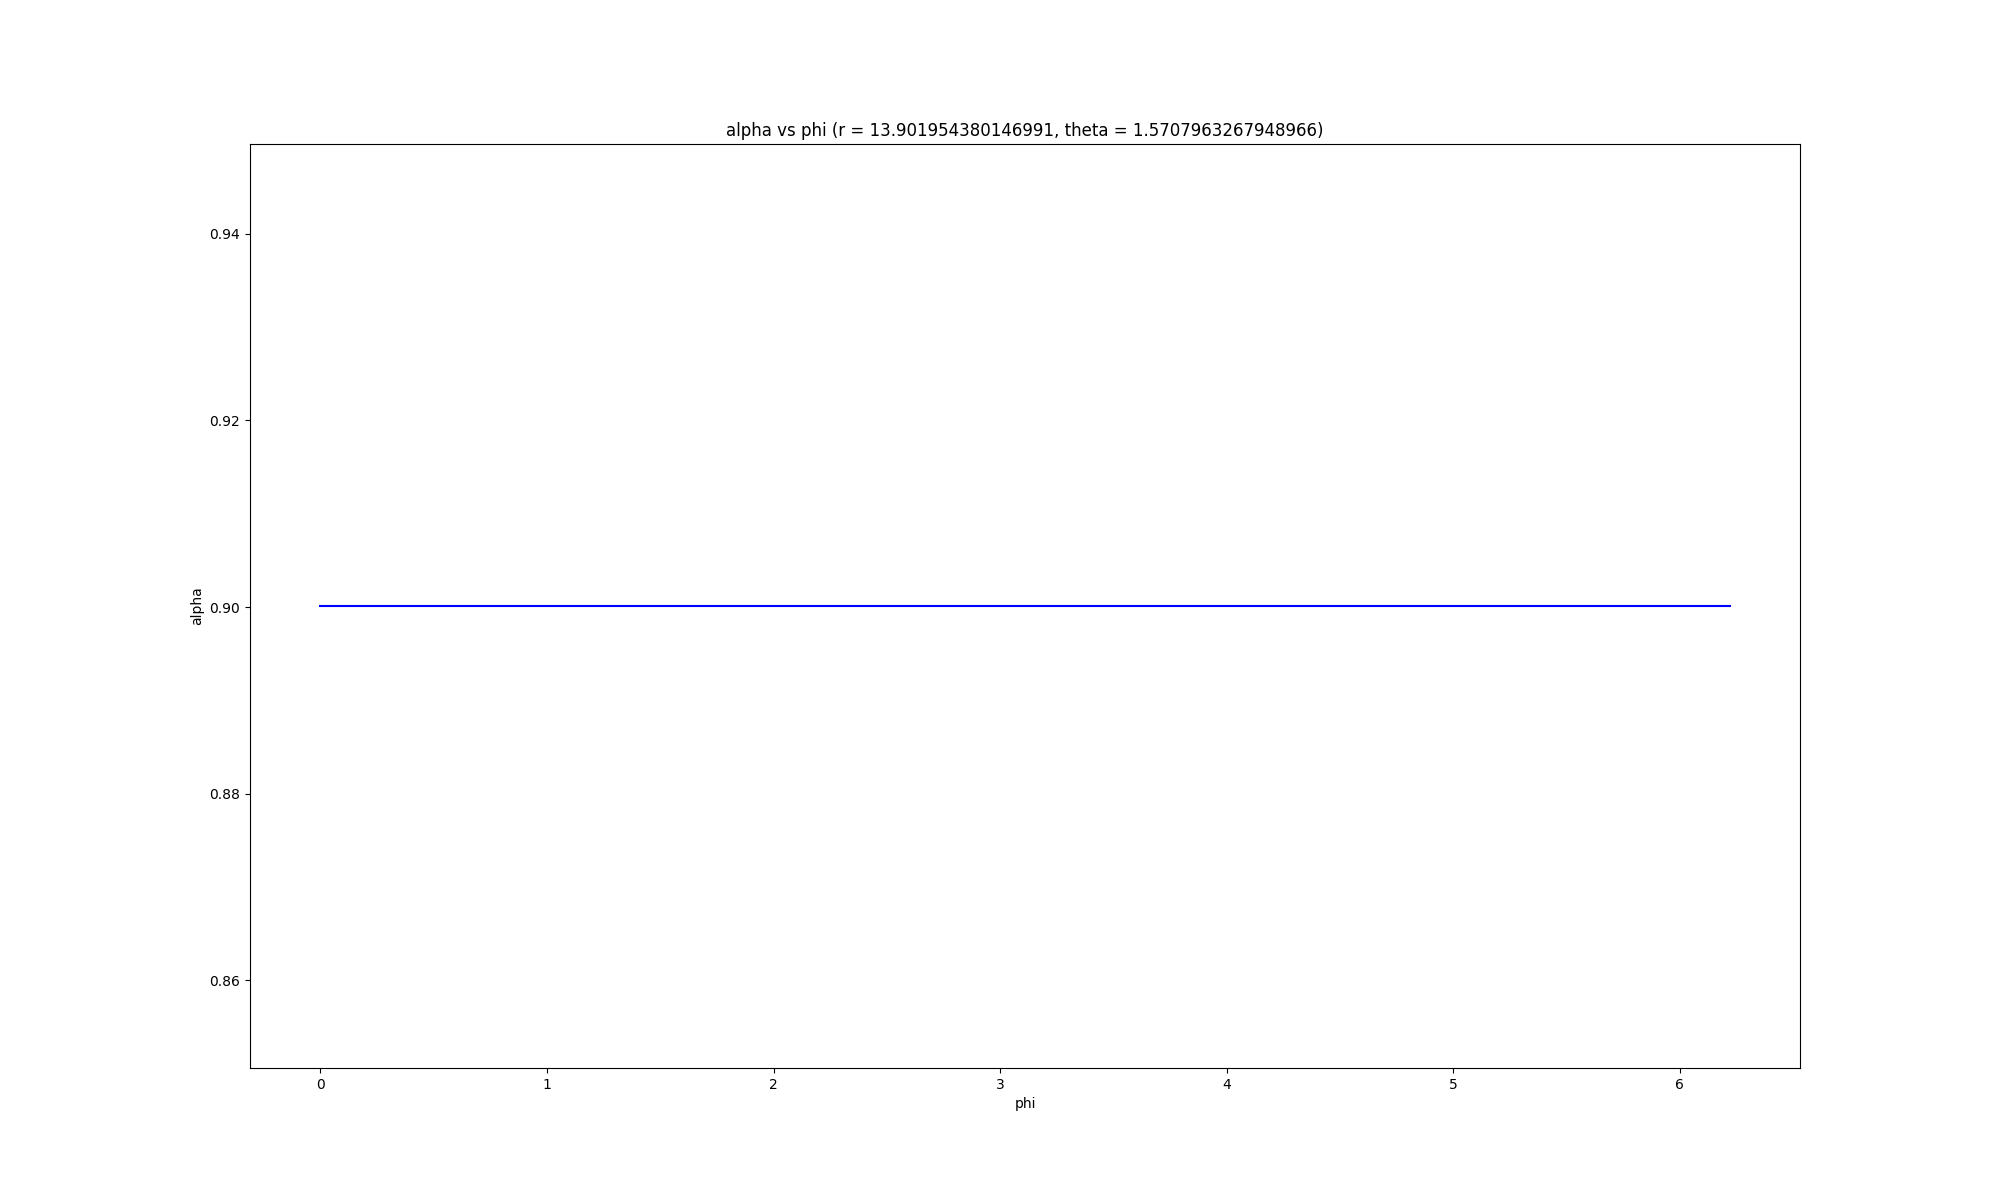 alpha vs phi (r = 13.901954380146991, theta = 1.5707963267948966)
0.94
0.92
0.90
0.88
0.86
alpha
0 1 2 3 4 5 6
phi